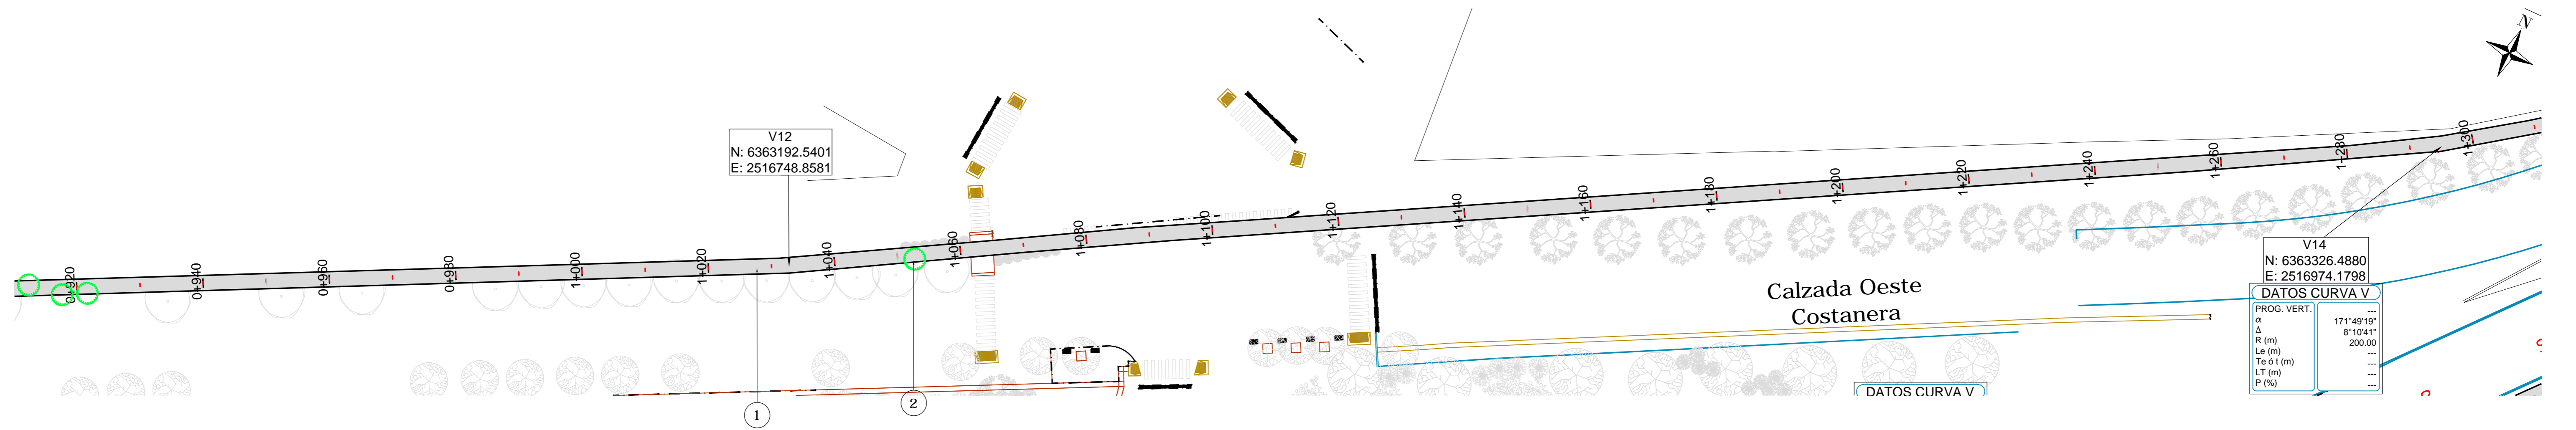 N
V12
N: 6363192.5401
E: 2516748.8581
0+920
0+940
0+960
0+980
1+000
1+020
1+040
1+060
1+080
1+100
1+120
1+140
1+160
1+180
1+200
1+220
1+240
1+260
1+280
1+300
V14
N: 6363326.4880
E: 2516974.1798
DATOS CURVA V
PROG. VERT. ---
α 171°49'19"
Δ 8°10'41"
R (m) 200.00
Le (m) ---
Te ó t (m) ---
LT (m) ---
P (%) ---
Calzada Oeste
Costanera
DATOS CURVA V
1
2